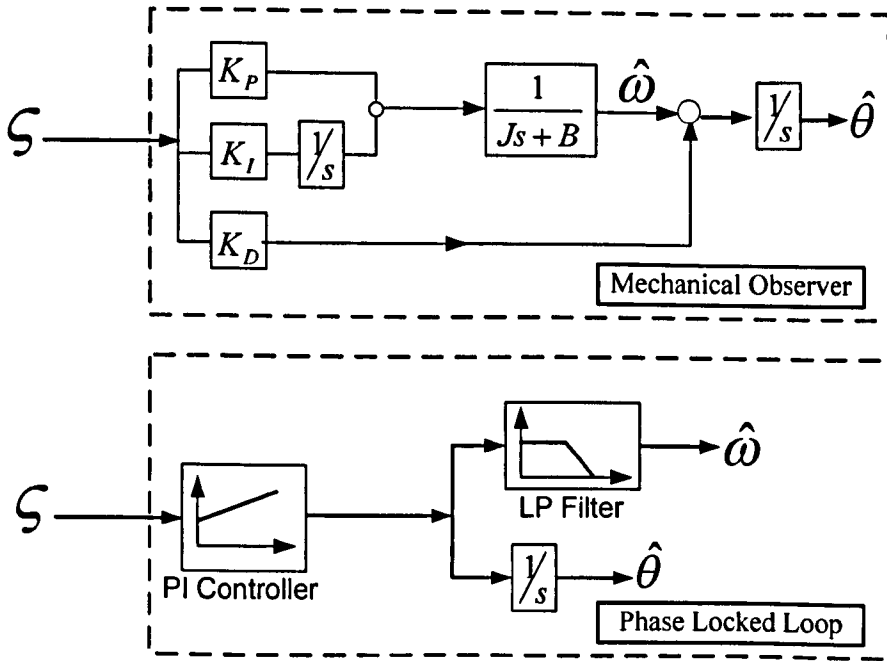 ς
K_P
K_I
1/s
K_D
1
Js + B
ω̂
1/s
θ̂
Mechanical Observer
ς
PI Controller
LP Filter
ω̂
1/s
θ̂
Phase Locked Loop